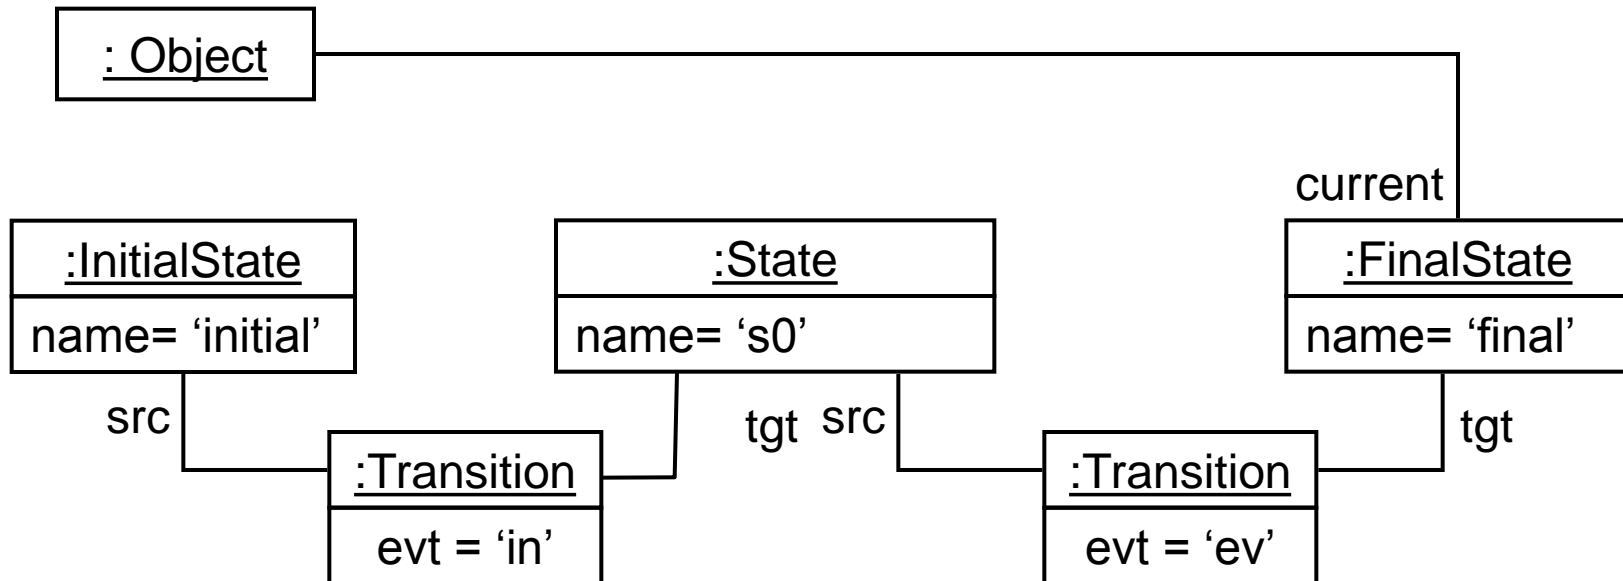 : Object
current
:InitialState
name= ‘initial’
:State
name= ‘s0’
:FinalState
name= ‘final’
src
tgt
src
tgt
:Transition
evt = ‘in’
:Transition
evt = ‘ev’